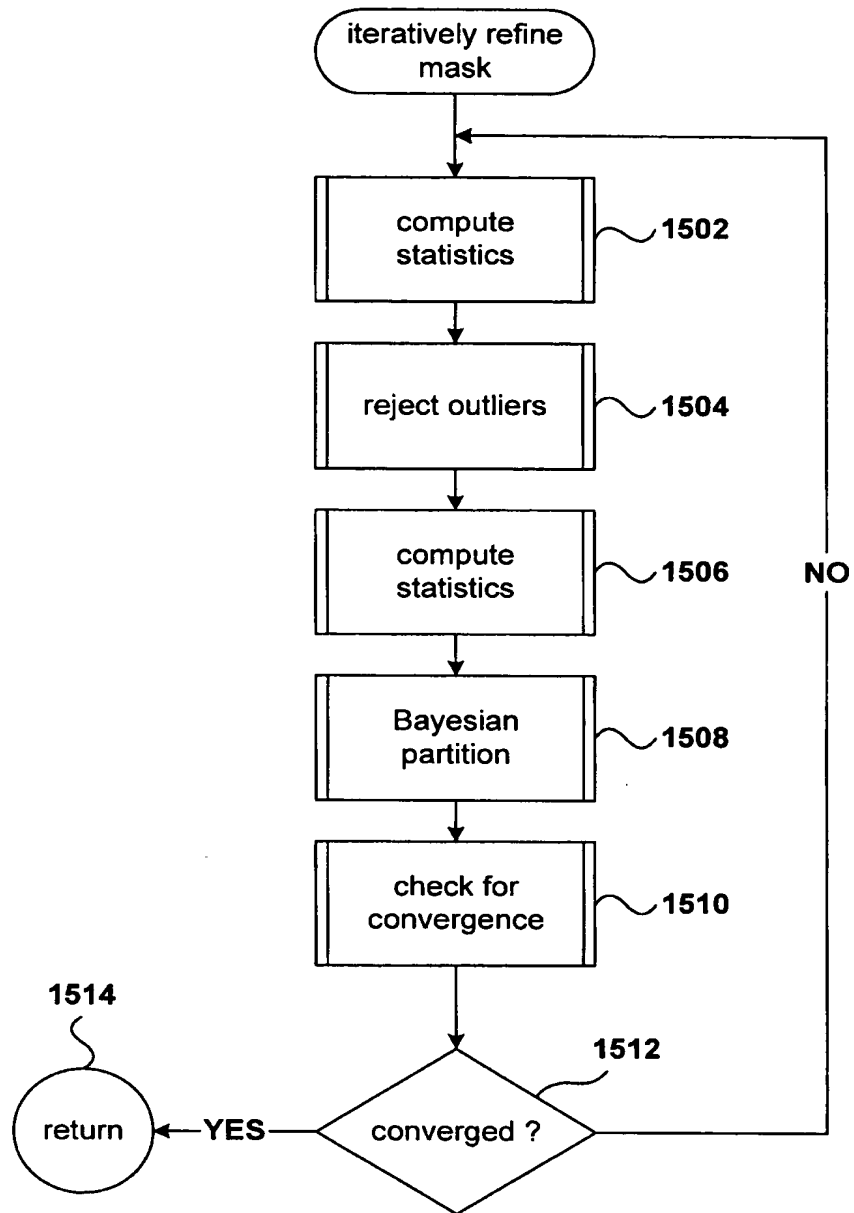 iteratively refine
mask
compute
statistics
1502
reject outliers
1504
compute
statistics
1506
NO
Bayesian
partition
1508
check for
convergence
1510
1514
1512
return
YES
converged ?